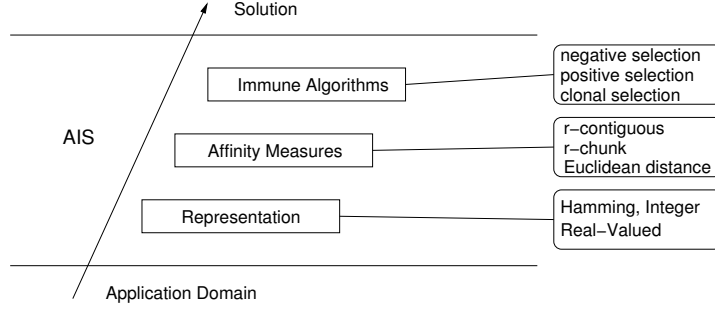 Solution
Immune Algorithms
negative selection
positive selection
clonal selection
AIS
Affinity Measures
r−contiguous
r−chunk
Euclidean distance
Representation
Hamming, Integer
Real−Valued
Application Domain